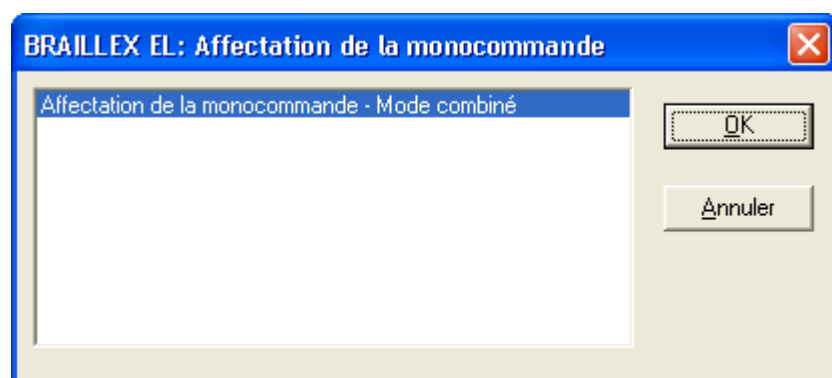 BRAILLEX EL: Affectation de la monocommande
Affectation de la monocommande - Mode combiné
OK
Annuler